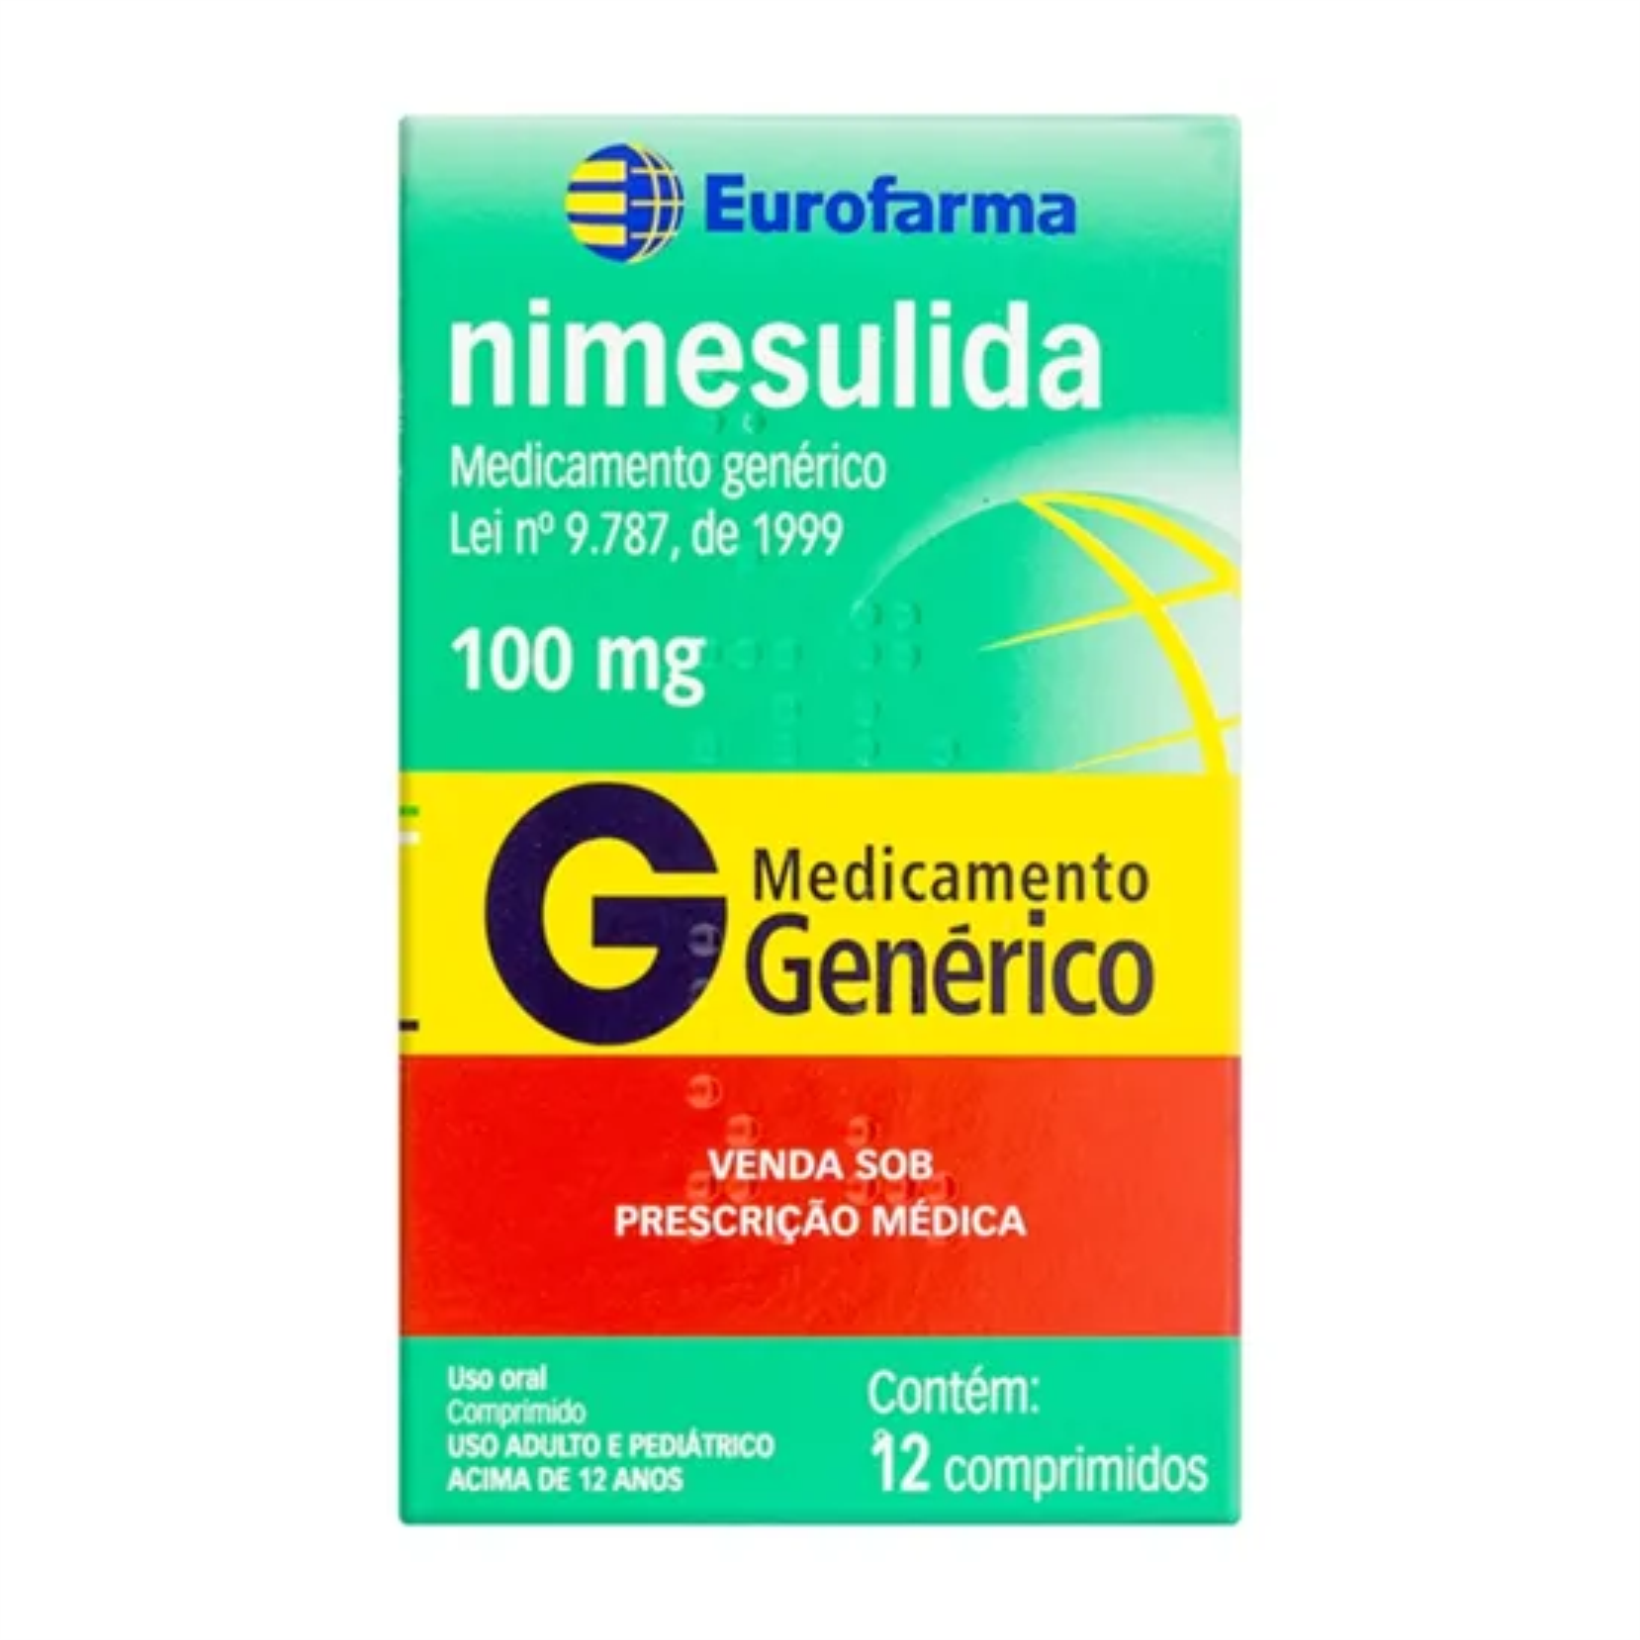 Eurofarma
nimesulida
Medicamento genérico
Lei nº 9.787, de 1999
100 mg
G Medicamento
Genérico
VENDA SOB
PRESCRIÇÃO MÉDICA
Uso oral
Comprimido
USO ADULTO E PEDIÁTRICO
ACIMA DE 12 ANOS
Contém:
12 comprimidos